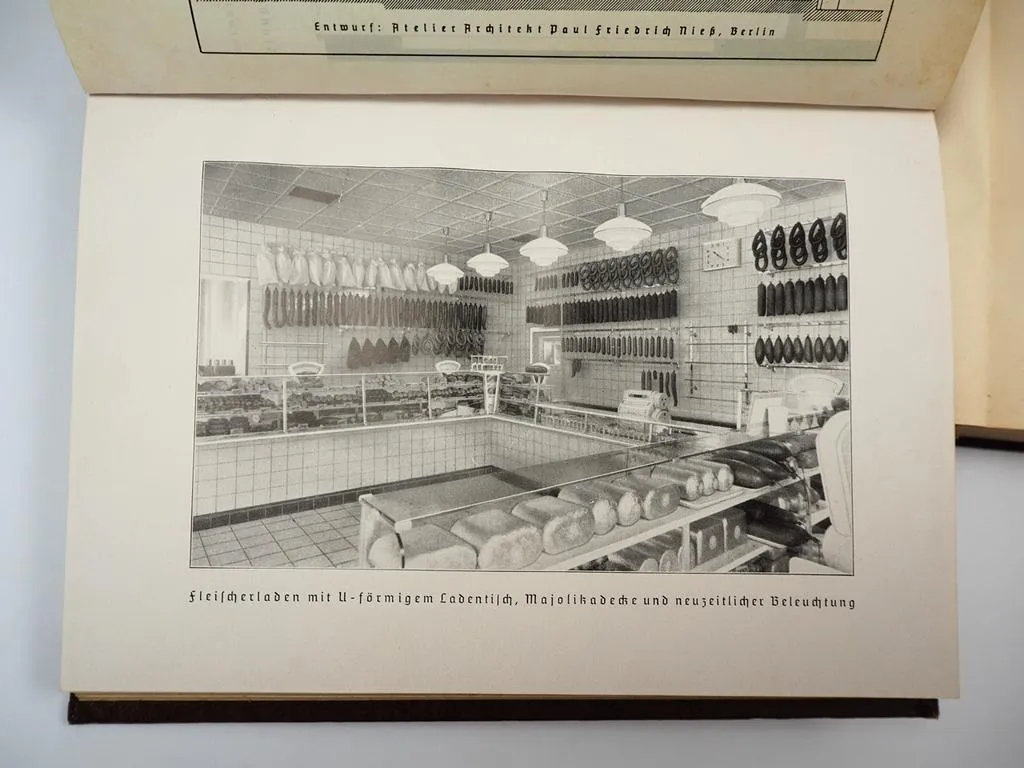 Entwurf: Atelier Architekt Paul Friedrich Nieß, Berlin
Fleischerladen mit U-förmigem Ladentisch, Majolikadecke und neuzeitlicher Beleuchtung